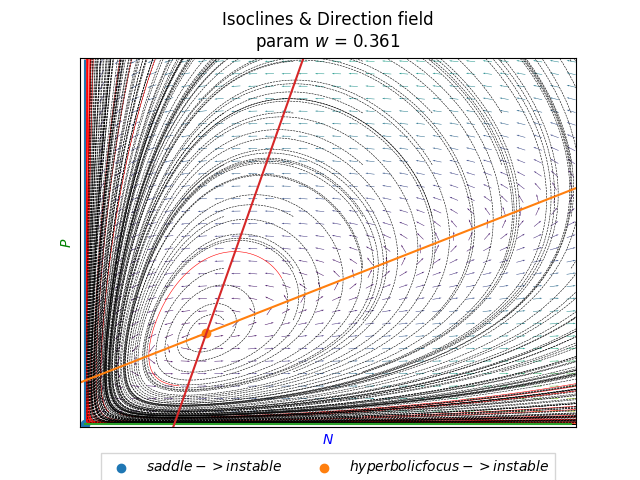 Isoclines & Direction field
param w = 0.361
P
N
saddle−>instable
hyperbolicfocus−>instable